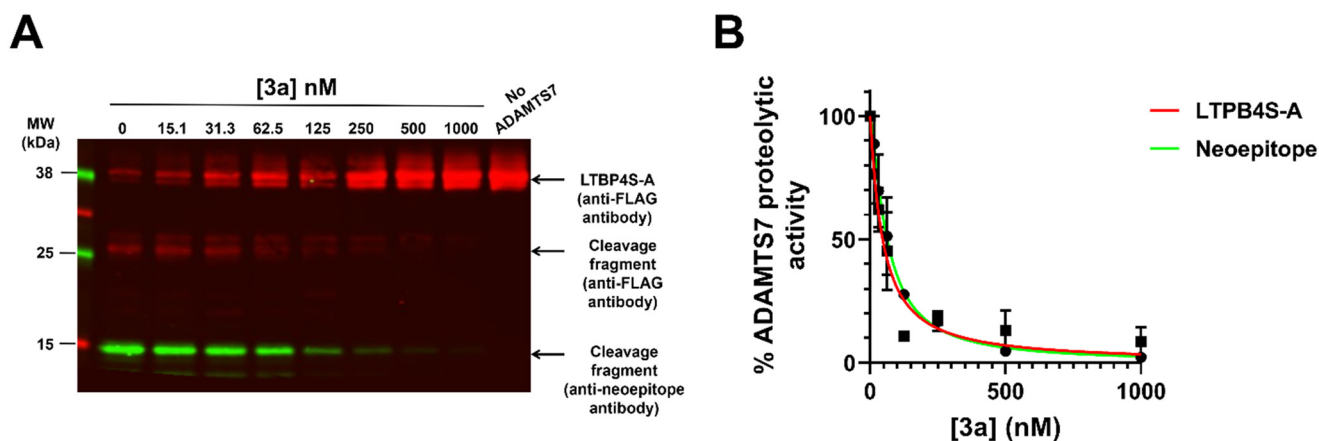 A
[3a] nM
MW
(kDa)
0 15.1 31.3 62.5 125 250 500 1000 No ADAMTS7
38
25
15
LTBP4S-A
(anti-FLAG
antibody)
Cleavage
fragment
(anti-FLAG
antibody)
Cleavage
fragment
(anti-neoepitope
antibody)
B
% ADAMTS7 proteolytic
activity
100
50
0
0 500 1000
[3a] (nM)
LTPB4S-A
Neoepitope